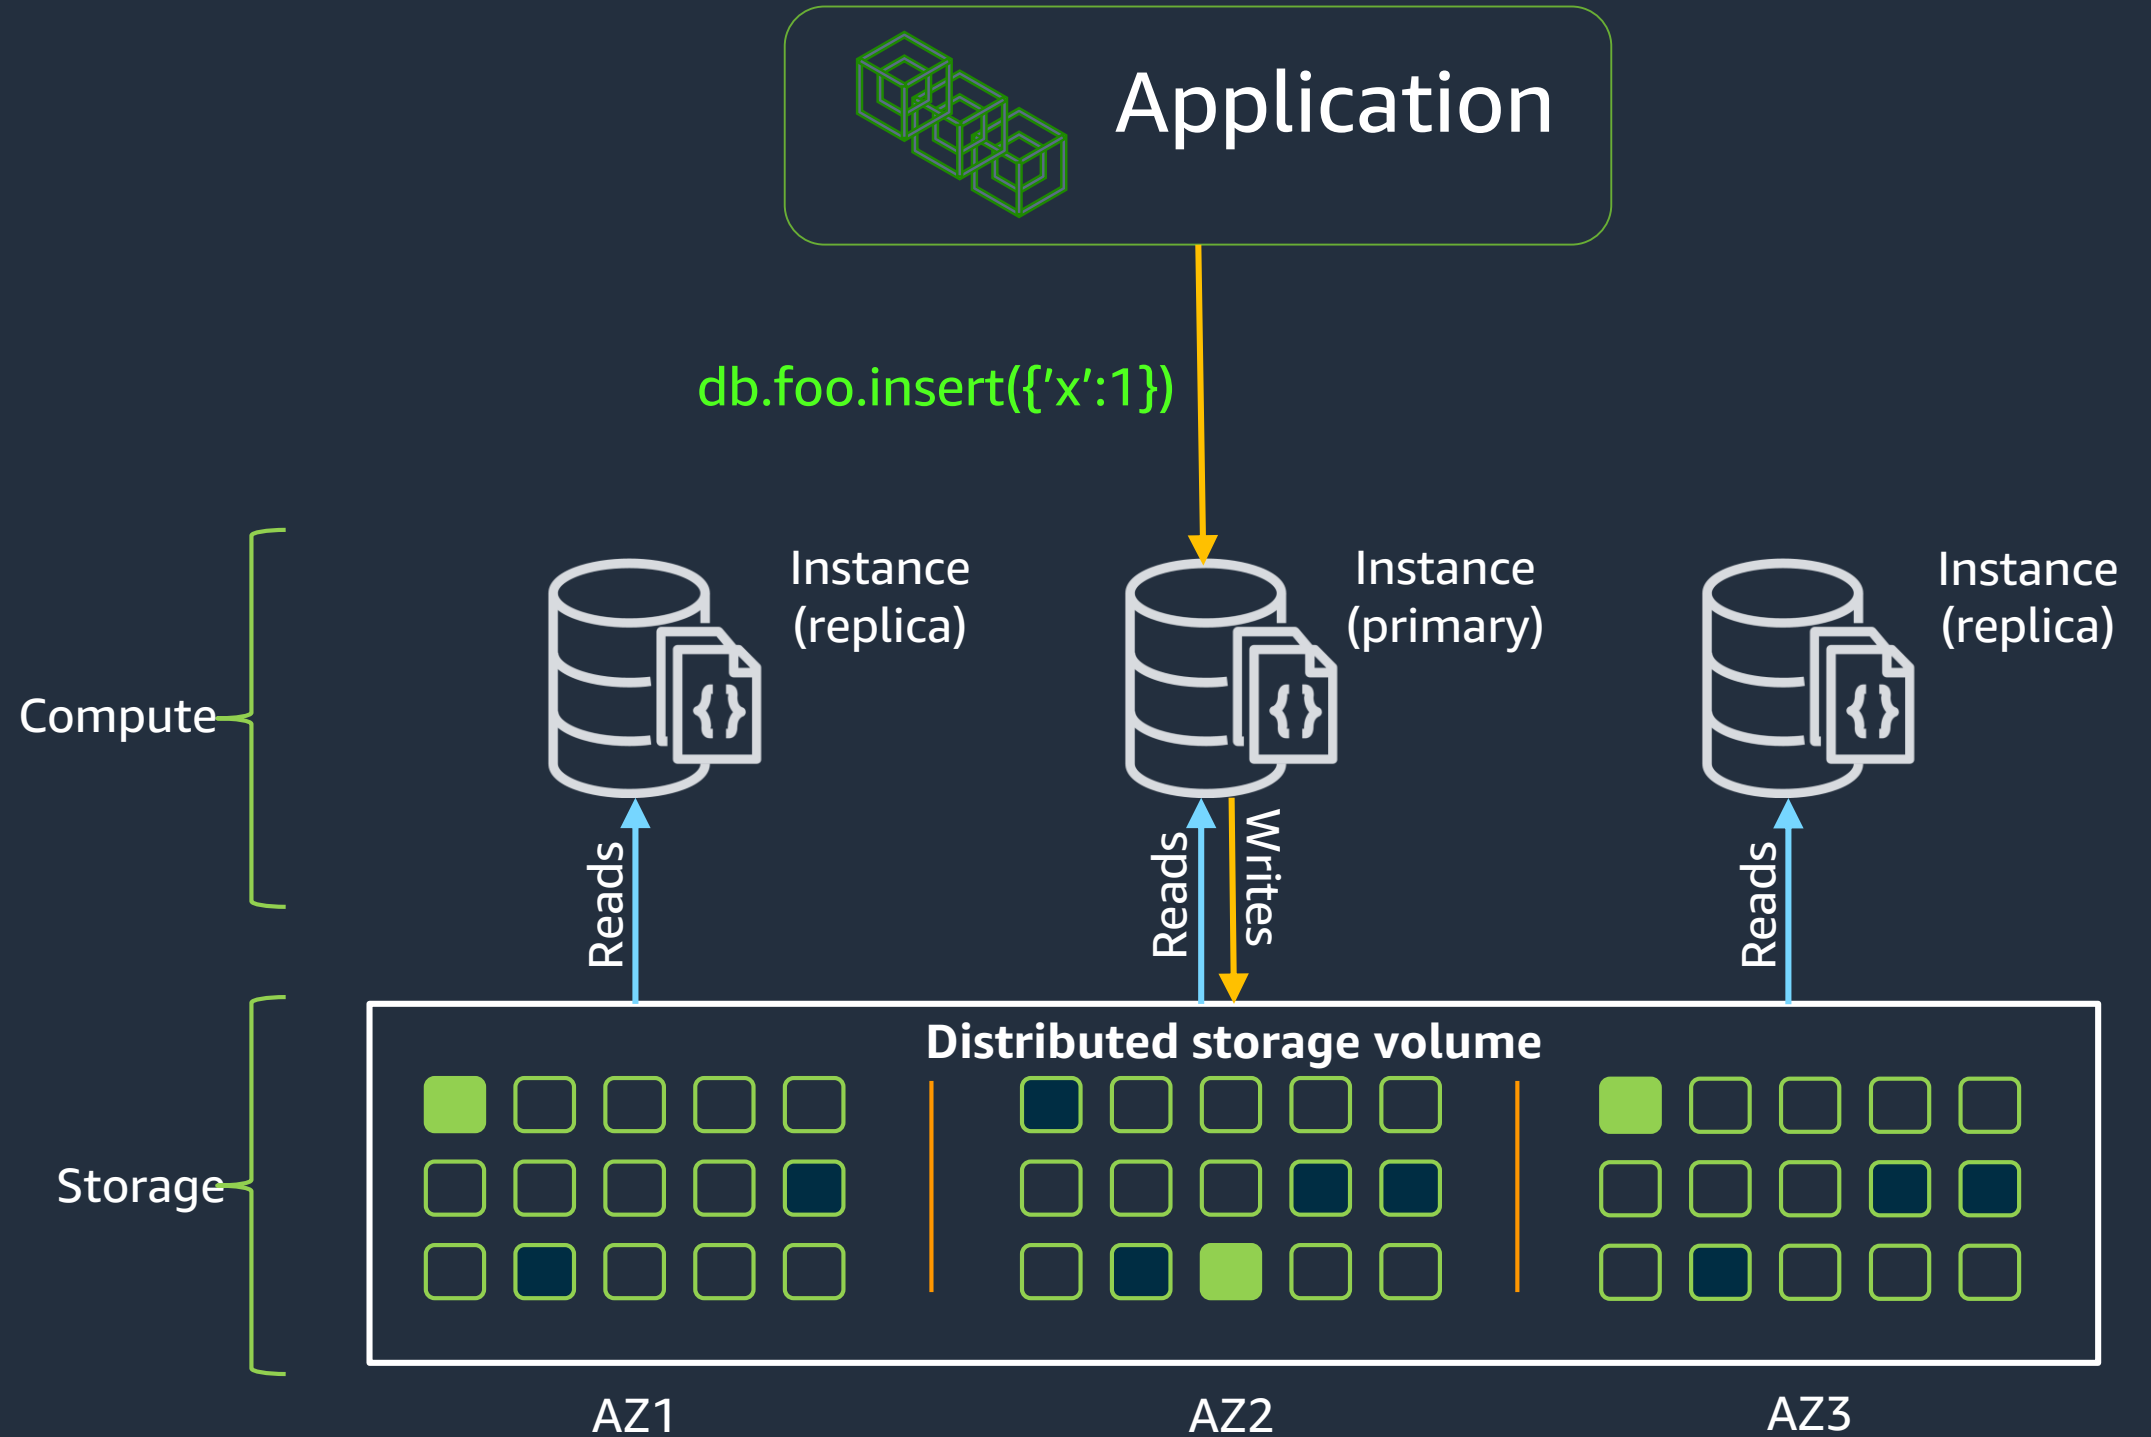 Application
db.foo.insert({’x’:1})
Instance
(replica)
Instance
(primary)
Instance
(replica)
{}
{}
{}
Compute
Reads
Reads
Writes
Reads
Distributed storage volume
Storage
AZ1
AZ2
AZ3